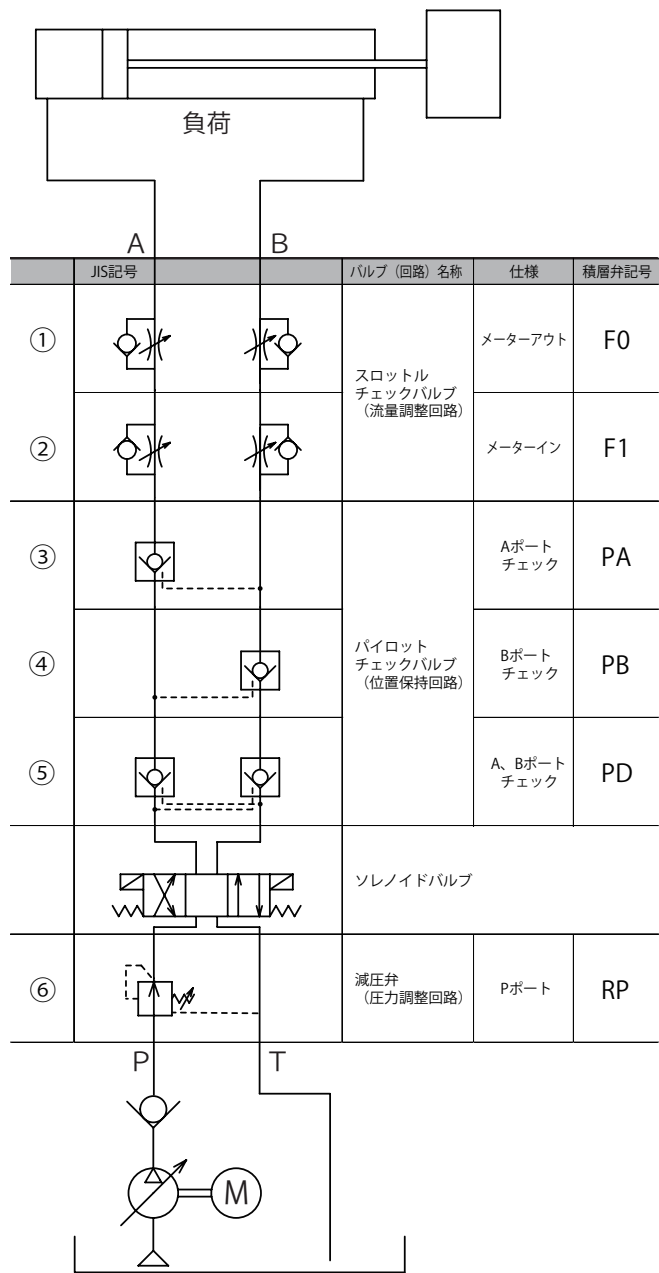 負荷
A
B
JIS記号
バルブ（回路）名称
仕様
積層弁記号
①
スロットル
チェックバルブ
（流量調整回路）
メーターアウト
F0
②
メーターイン
F1
③
パイロット
チェックバルブ
（位置保持回路）
Aポート
チェック
PA
④
Bポート
チェック
PB
⑤
A、Bポート
チェック
PD
ソレノイドバルブ
⑥
減圧弁
（圧力調整回路）
Pポート
RP
P
T
M